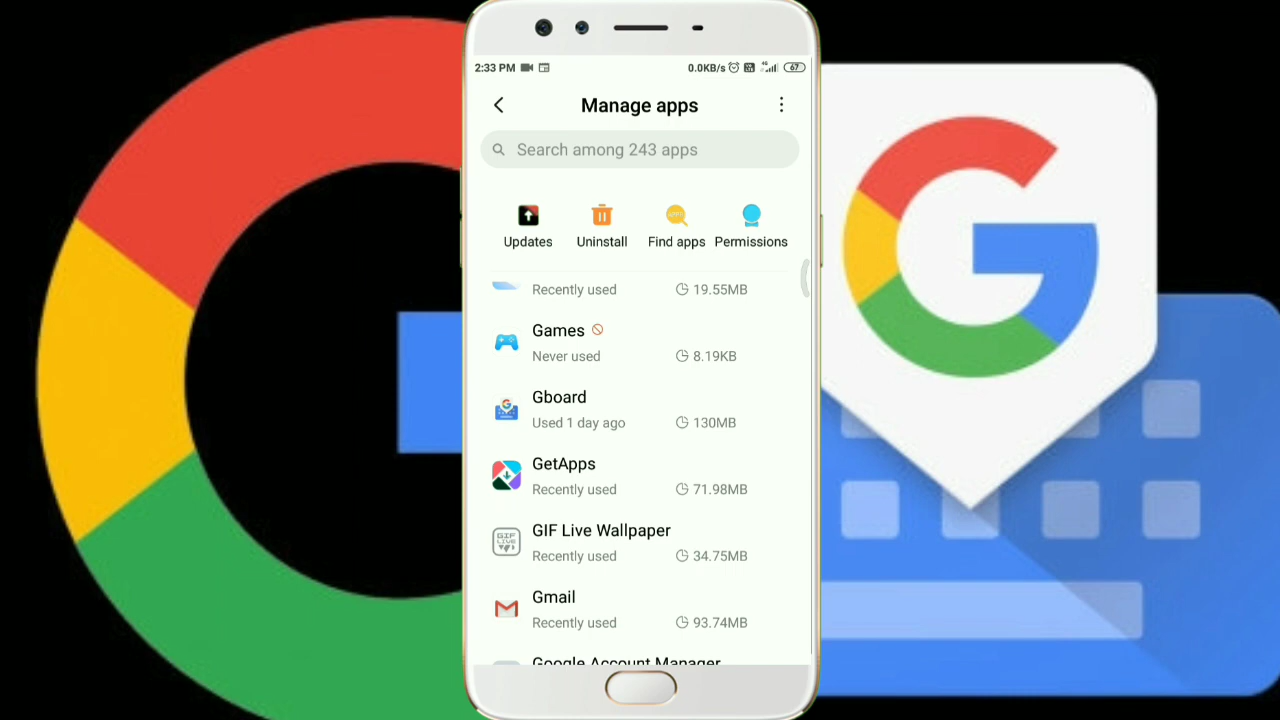 2:33 PM
0.0KB/s 4G 67
Manage apps
Search among 243 apps
Updates Uninstall Find apps Permissions
Recently used 19.55MB
Games
Never used 8.19KB
Gboard
Used 1 day ago 130MB
GetApps
Recently used 71.98MB
GIF Live Wallpaper
Recently used 34.75MB
Gmail
Recently used 93.74MB
Google Account Manager